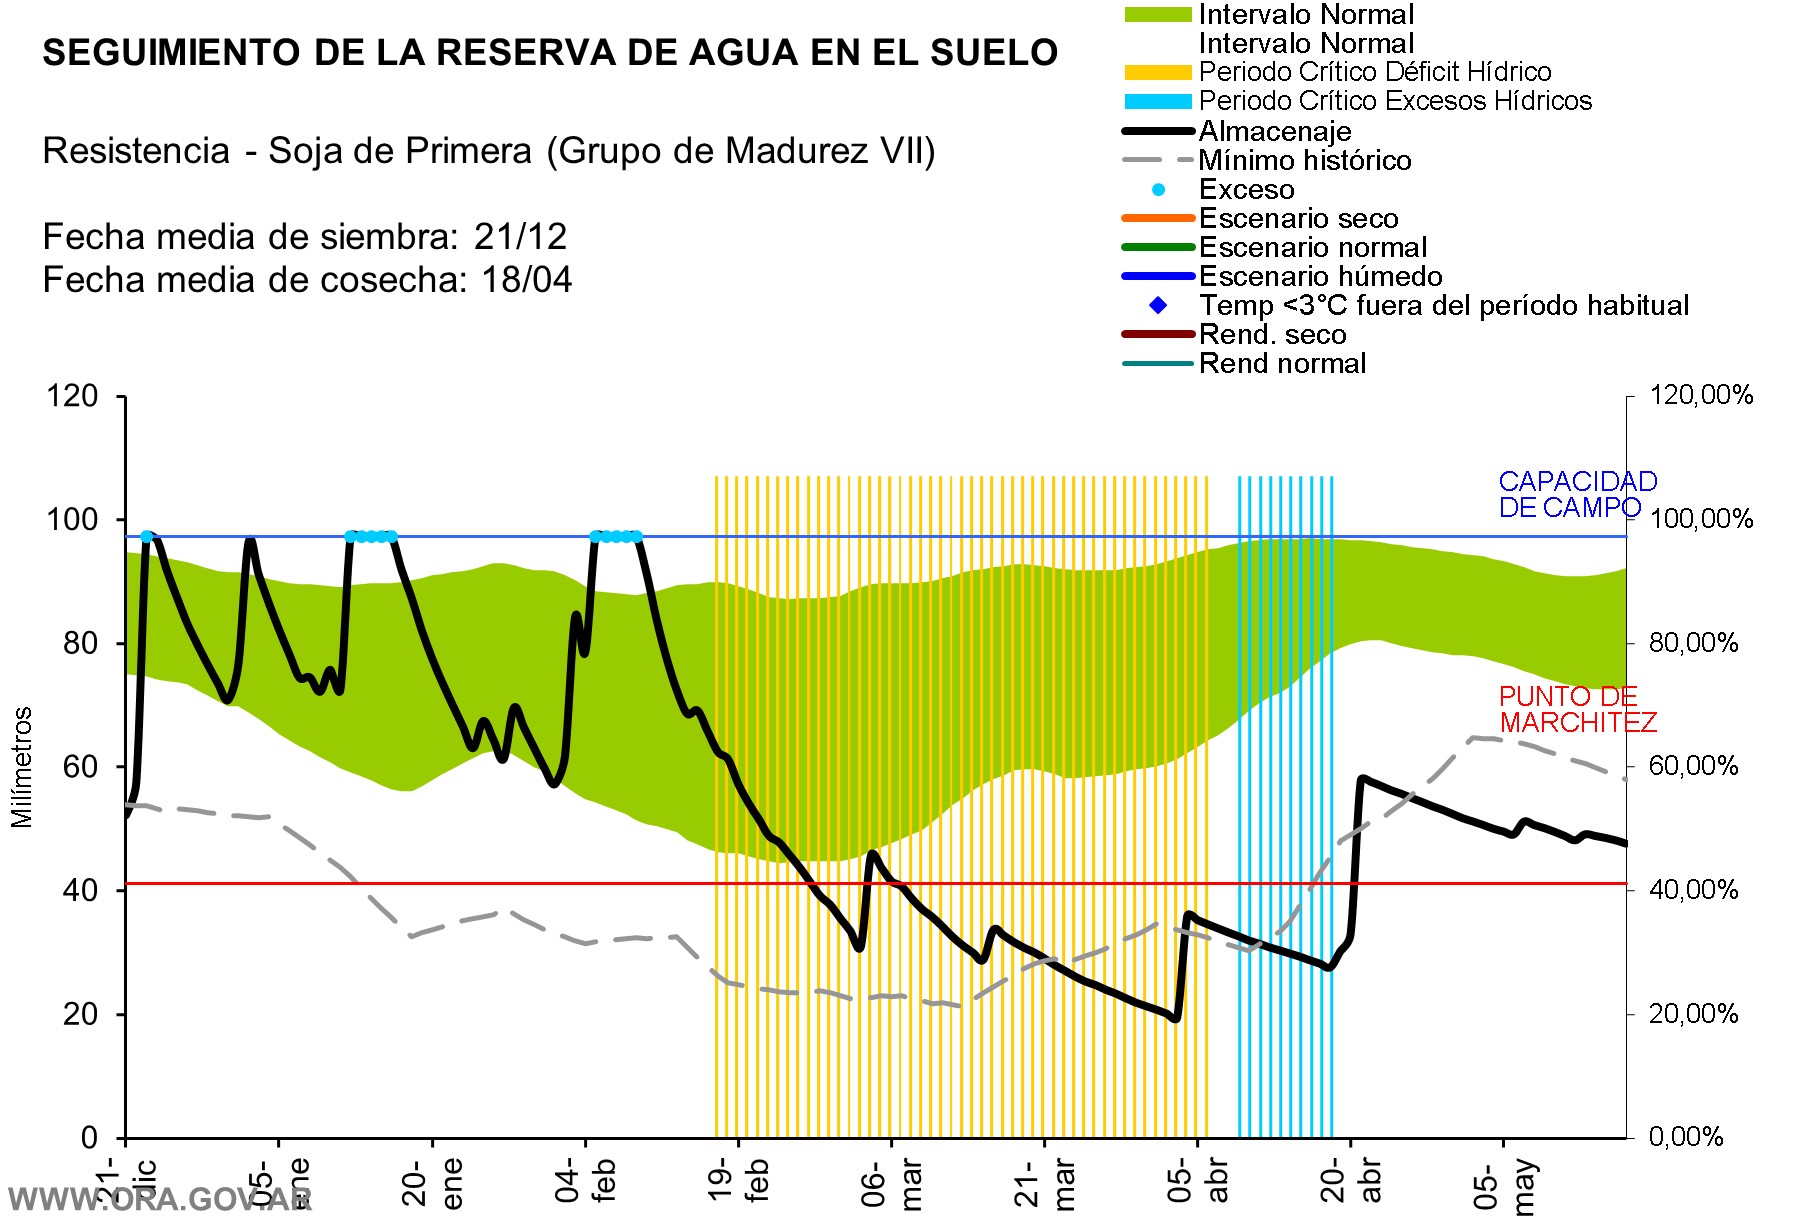 SEGUIMIENTO DE LA RESERVA DE AGUA EN EL SUELO
Resistencia - Soja de Primera (Grupo de Madurez VII)
Fecha media de siembra: 21/12
Fecha media de cosecha: 18/04
Intervalo Normal
Intervalo Normal
Periodo Crítico Déficit Hídrico
Periodo Crítico Excesos Hídricos
Almacenaje
Mínimo histórico
Exceso
Escenario seco
Escenario normal
Escenario húmedo
Temp <3°C fuera del período habitual
Rend. seco
Rend normal
120
100
80
60
40
20
0
Milímetros
120,00%
100,00%
80,00%
60,00%
40,00%
20,00%
0,00%
CAPACIDAD
DE CAMPO
PUNTO DE
MARCHITEZ
21-
dic
05-
ene
20-
ene
04-
feb
19-
feb
06-
mar
21-
mar
05-
abr
20-
abr
05-
may
WWW.ORA.GOV.AR